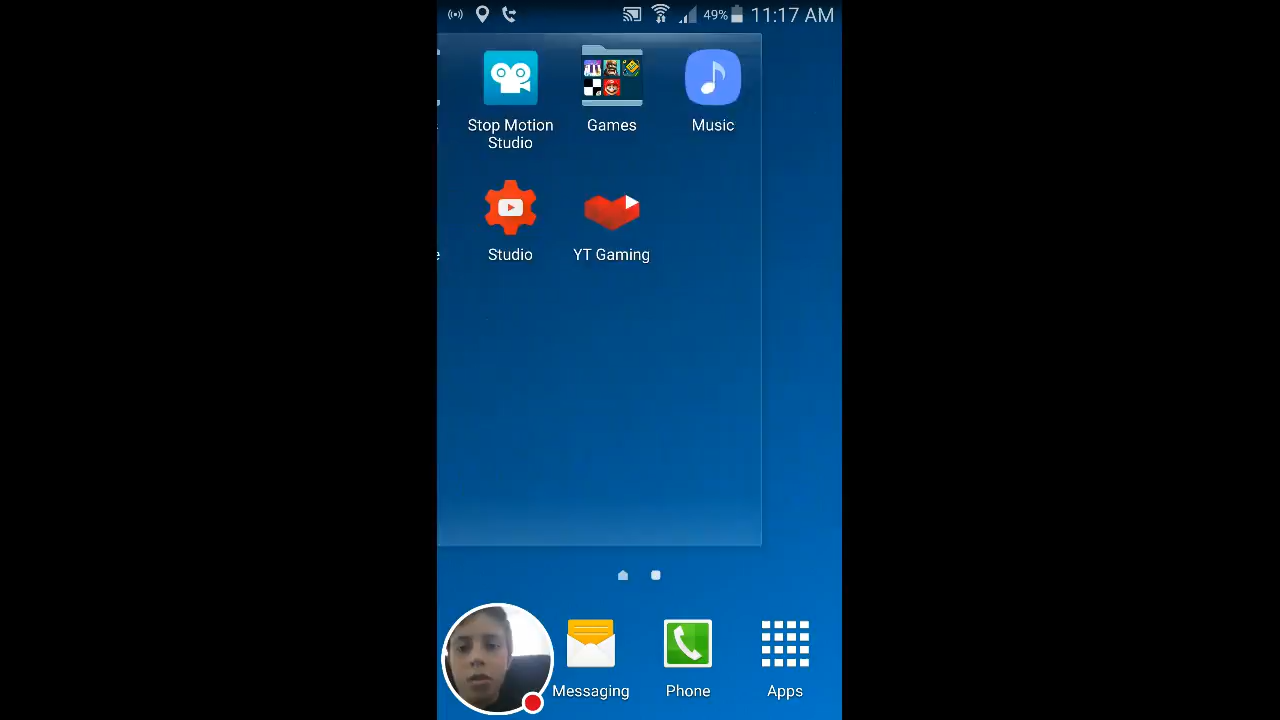 49% 11:17 AM
Stop Motion
Studio
Games
Music
e
Studio
YT Gaming
Messaging
Phone
Apps